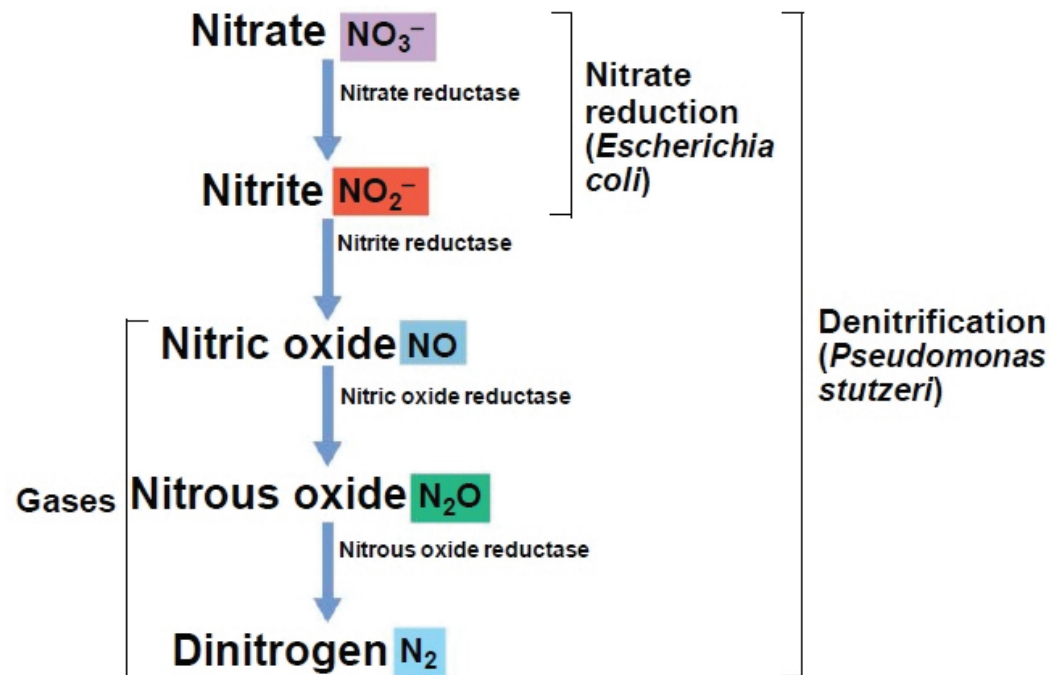 Nitrate NO₃⁻
Nitrate reductase
Nitrite NO₂⁻
Nitrite reductase
Nitric oxide NO
Nitric oxide reductase
Gases
Nitrous oxide N₂O
Nitrous oxide reductase
Dinitrogen N₂
Nitrate
reduction
(Escherichia
coli)
Denitrification
(Pseudomonas
stutzeri)